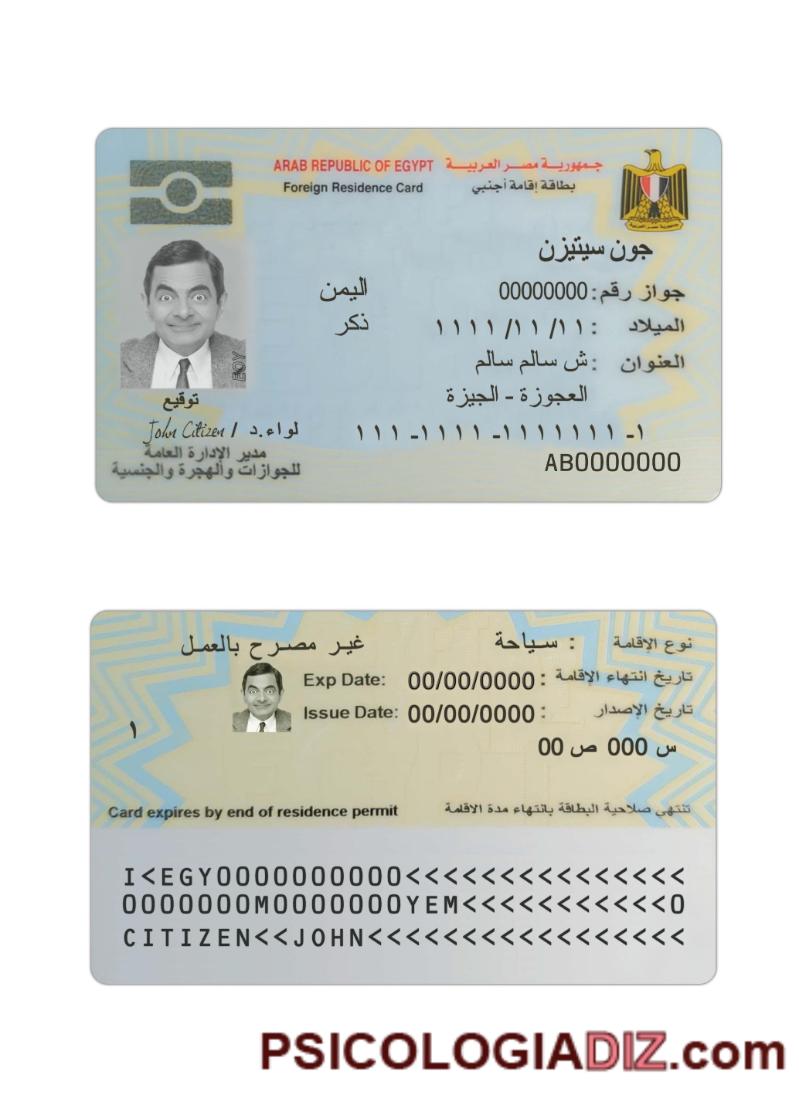 ARAB REPUBLIC OF EGYPT جمهورية مصر العربية
Foreign Residence Card بطاقة إقامة أجنبي
جون سيتيزن
جواز رقم: 00000000 اليمن
الميلاد : ١١/١١/١١١١ ذكر
العنوان : ش سالم سالم
العجوزة - الجيزة
EGY
توقيع
لواء.د / John Citizen
١١١ -١١١١ -١١١١١١١ -١
مدير الإدارة العامة
للجوازات والهجرة والجنسية
AB0000000
نوع الإقامة : سياحة غير مصرح بالعمل
تاريخ انتهاء الإقامة : 00/00/0000 Exp Date:
تاريخ الإصدار : 00/00/0000 Issue Date:
١
س 000 ص 00
Card expires by end of residence permit تنتهي صلاحية البطاقة بانتهاء مدة الاقامة
I<EGY0000000000<<<<<<<<<<<<<<<
0000000M0000000YEM<<<<<<<<<<<0
CITIZEN<<JOHN<<<<<<<<<<<<<<<<<
PSICOLOGIADIZ.com